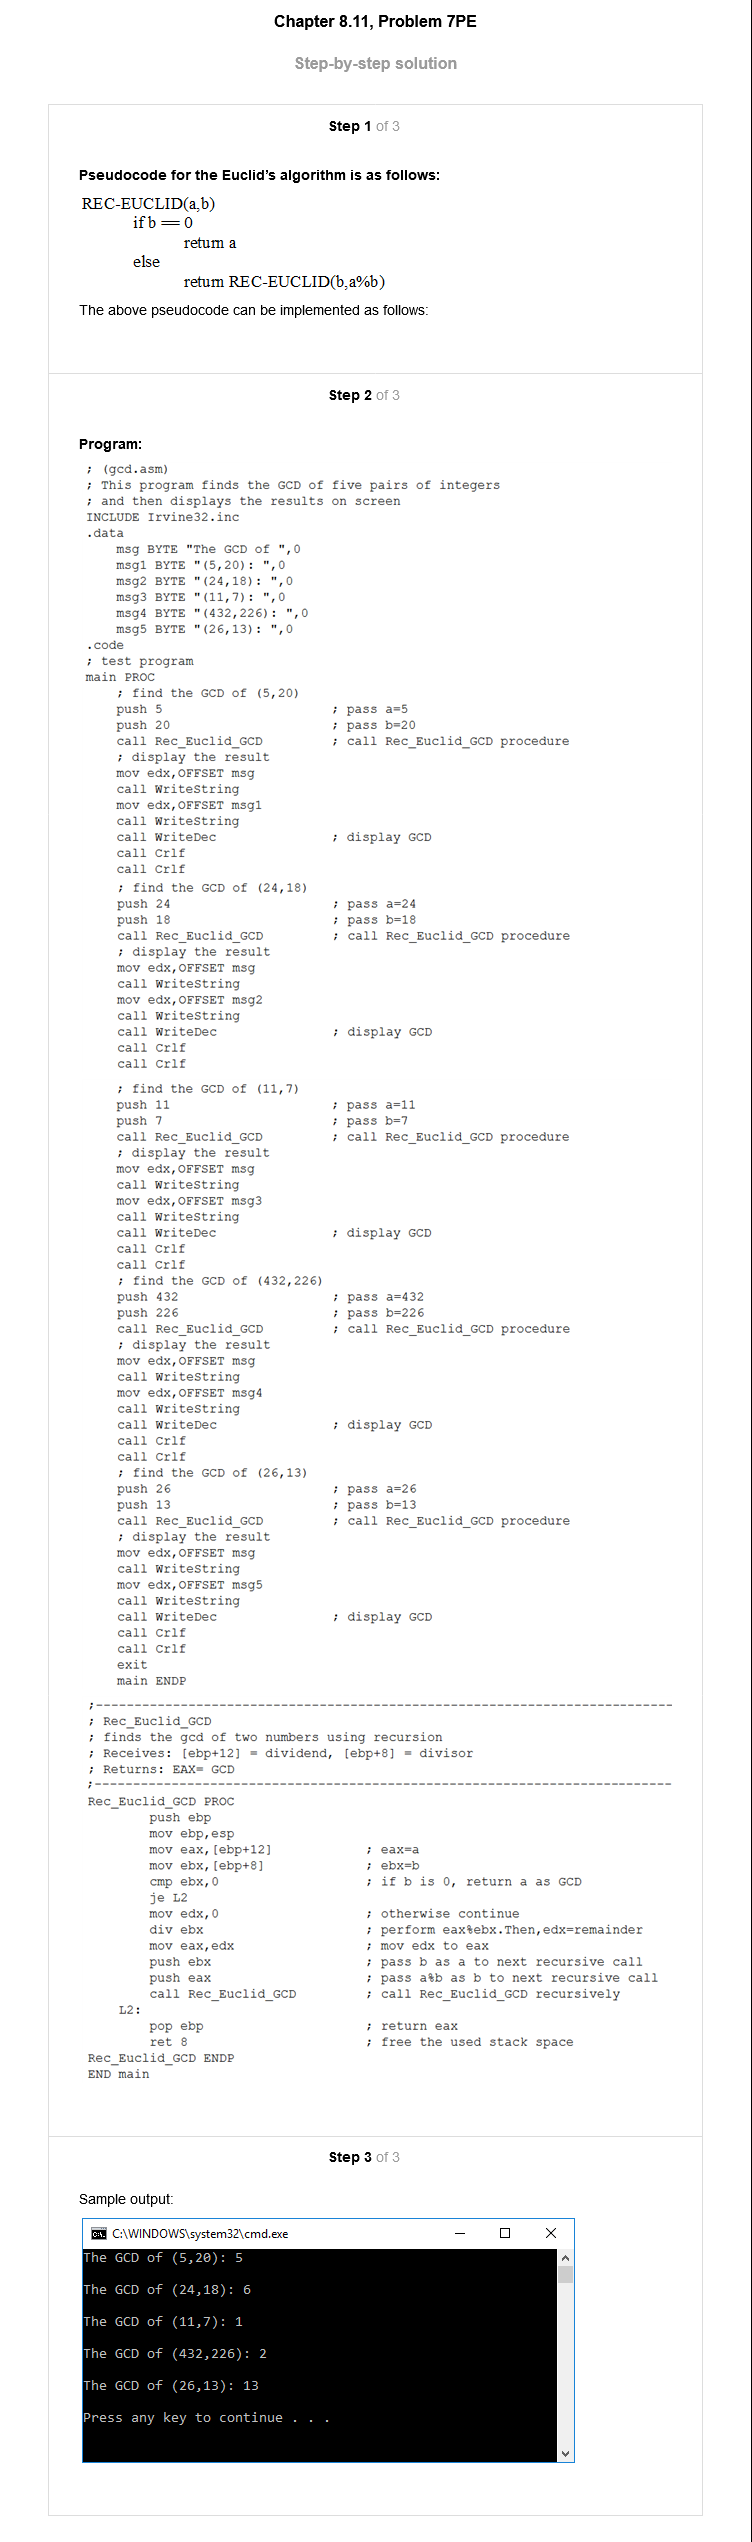 Chapter 8.11, Problem 7PE
Step-by-step solution
Step 1 of 3
Pseudocode for the Euclid’s algorithm is as follows:
REC-EUCLID(a,b)
if b == 0
return a
else
return REC-EUCLID(b,a%b)
The above pseudocode can be implemented as follows:
Step 2 of 3
Program:
; (gcd.asm)
; This program finds the GCD of five pairs of integers
; and then displays the results on screen
INCLUDE Irvine32.inc
.data
msg BYTE "The GCD of ",0
msg1 BYTE "(5,20): ",0
msg2 BYTE "(24,18): ",0
msg3 BYTE "(11,7): ",0
msg4 BYTE "(432,226): ",0
msg5 BYTE "(26,13): ",0
.code
; test program
main PROC
; find the GCD of (5,20)
push 5 ; pass a=5
push 20 ; pass b=20
call Rec_Euclid_GCD ; call Rec_Euclid_GCD procedure
; display the result
mov edx,OFFSET msg
call WriteString
mov edx,OFFSET msg1
call WriteString
call WriteDec ; display GCD
call Crlf
call Crlf
; find the GCD of (24,18)
push 24 ; pass a=24
push 18 ; pass b=18
call Rec_Euclid_GCD ; call Rec_Euclid_GCD procedure
; display the result
mov edx,OFFSET msg
call WriteString
mov edx,OFFSET msg2
call WriteString
call WriteDec ; display GCD
call Crlf
call Crlf
; find the GCD of (11,7)
push 11 ; pass a=11
push 7 ; pass b=7
call Rec_Euclid_GCD ; call Rec_Euclid_GCD procedure
; display the result
mov edx,OFFSET msg
call WriteString
mov edx,OFFSET msg3
call WriteString
call WriteDec ; display GCD
call Crlf
call Crlf
; find the GCD of (432,226)
push 432 ; pass a=432
push 226 ; pass b=226
call Rec_Euclid_GCD ; call Rec_Euclid_GCD procedure
; display the result
mov edx,OFFSET msg
call WriteString
mov edx,OFFSET msg4
call WriteString
call WriteDec ; display GCD
call Crlf
call Crlf
; find the GCD of (26,13)
push 26 ; pass a=26
push 13 ; pass b=13
call Rec_Euclid_GCD ; call Rec_Euclid_GCD procedure
; display the result
mov edx,OFFSET msg
call WriteString
mov edx,OFFSET msg5
call WriteString
call WriteDec ; display GCD
call Crlf
call Crlf
exit
main ENDP
;---------------------------------------------------------------------------
; Rec_Euclid_GCD
; finds the gcd of two numbers using recursion
; Receives: [ebp+12] = dividend, [ebp+8] = divisor
; Returns: EAX= GCD
;---------------------------------------------------------------------------
Rec_Euclid_GCD PROC
push ebp
mov ebp,esp
mov eax,[ebp+12] ; eax=a
mov ebx,[ebp+8] ; ebx=b
cmp ebx,0 ; if b is 0, return a as GCD
je L2
mov edx,0 ; otherwise continue
div ebx ; perform eax%ebx.Then,edx=remainder
mov eax,edx ; mov edx to eax
push ebx ; pass b as a to next recursive call
push eax ; pass a%b as b to next recursive call
call Rec_Euclid_GCD ; call Rec_Euclid_GCD recursively
L2:
pop ebp ; return eax
ret 8 ; free the used stack space
Rec_Euclid_GCD ENDP
END main
Step 3 of 3
Sample output:
C:\WINDOWS\system32\cmd.exe
The GCD of (5,20): 5
The GCD of (24,18): 6
The GCD of (11,7): 1
The GCD of (432,226): 2
The GCD of (26,13): 13
Press any key to continue . . .